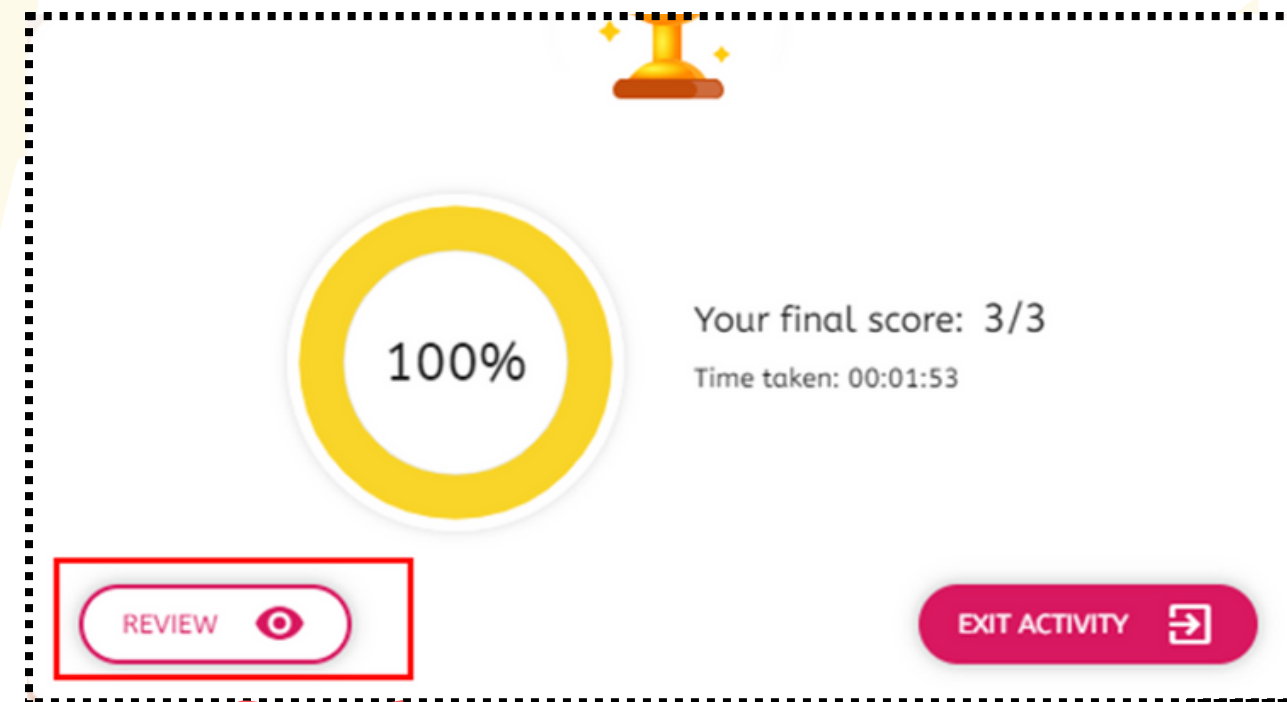 100%
Your final score: 3/3
Time taken: 00:01:53
REVIEW
EXIT ACTIVITY